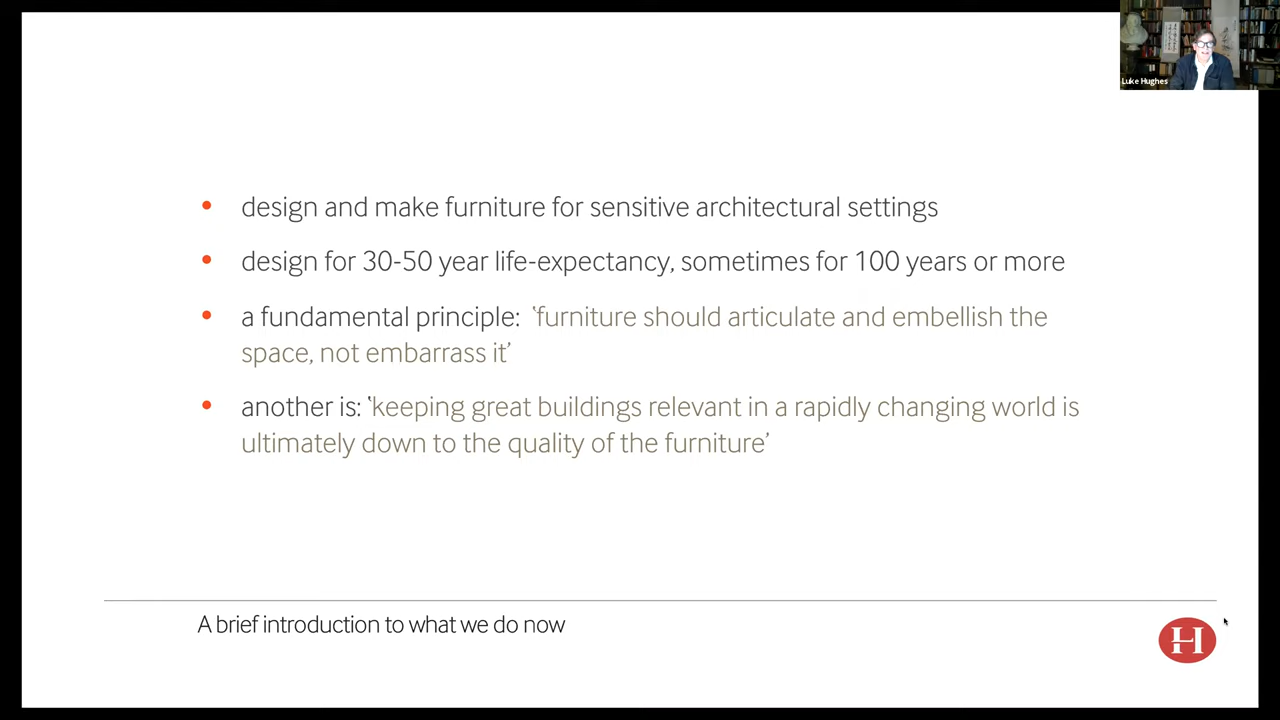 Luke Hughes
• design and make furniture for sensitive architectural settings
• design for 30-50 year life-expectancy, sometimes for 100 years or more
• a fundamental principle: ‛furniture should articulate and embellish the
space, not embarrass it’
• another is: ‛keeping great buildings relevant in a rapidly changing world is
ultimately down to the quality of the furniture’
A brief introduction to what we do now
H